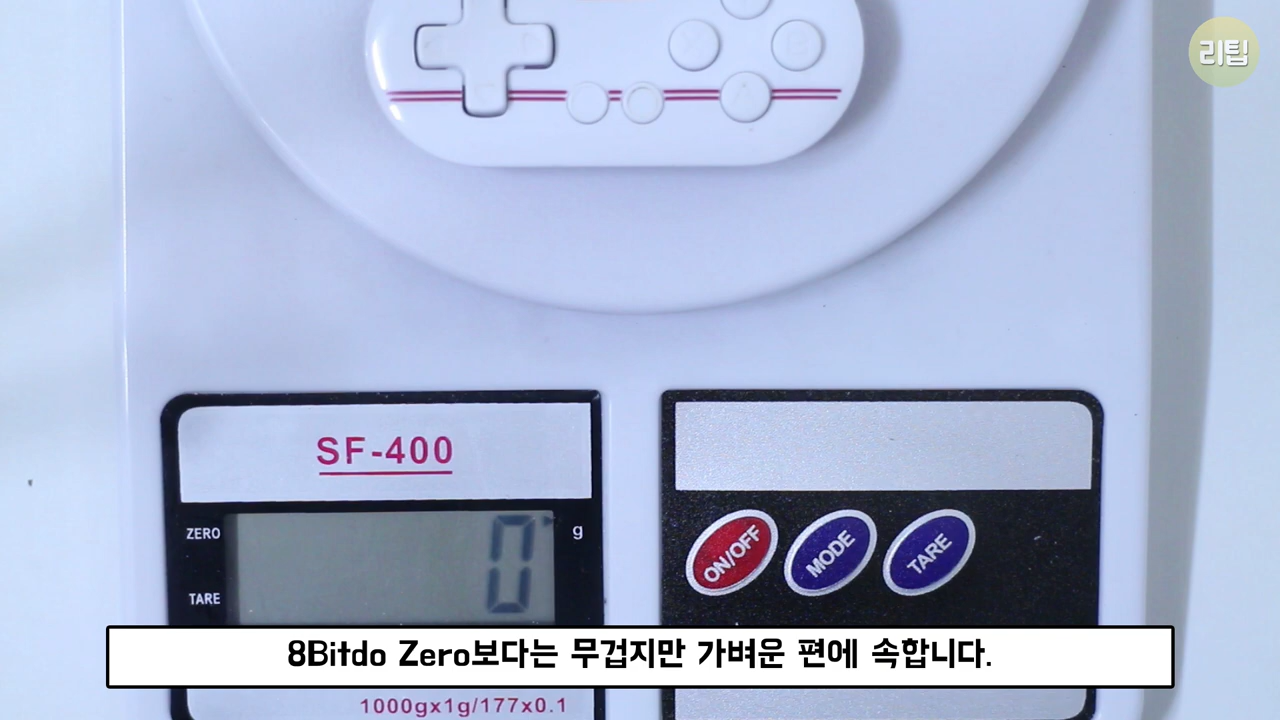 리팁
SF-400
ZERO
0
g
TARE
ON/OFF
MODE
TARE
8Bitdo Zero보다는 무겁지만 가벼운 편에 속합니다.
1000gx1g/177x0.1